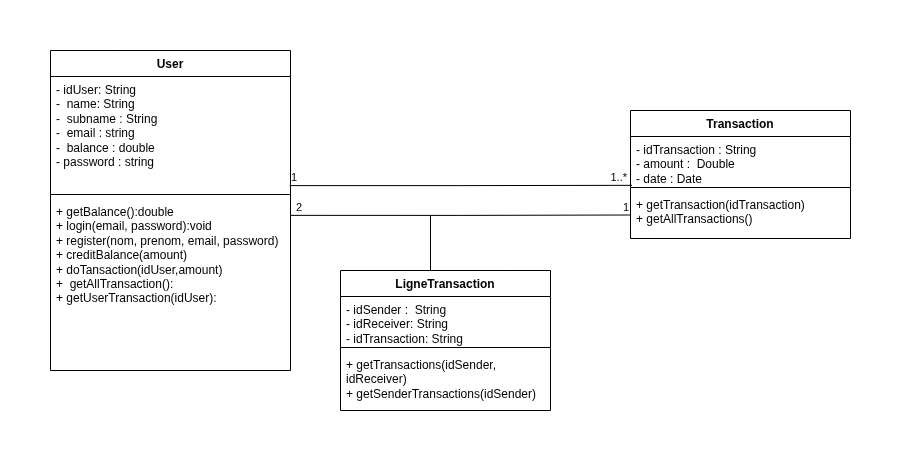 User
- idUser: String
- name: String
- subname : String
- email : string
- balance : double
- password : string
+ getBalance():double
+ login(email, password):void
+ register(nom, prenom, email, password)
+ creditBalance(amount)
+ doTansaction(idUser,amount)
+ getAllTransaction():
+ getUserTransaction(idUser):
1
1..*
2
1
Transaction
- idTransaction : String
- amount : Double
- date : Date
+ getTransaction(idTransaction)
+ getAllTransactions()
LigneTransaction
- idSender : String
- idReceiver: String
- idTransaction: String
+ getTransactions(idSender,
idReceiver)
+ getSenderTransactions(idSender)